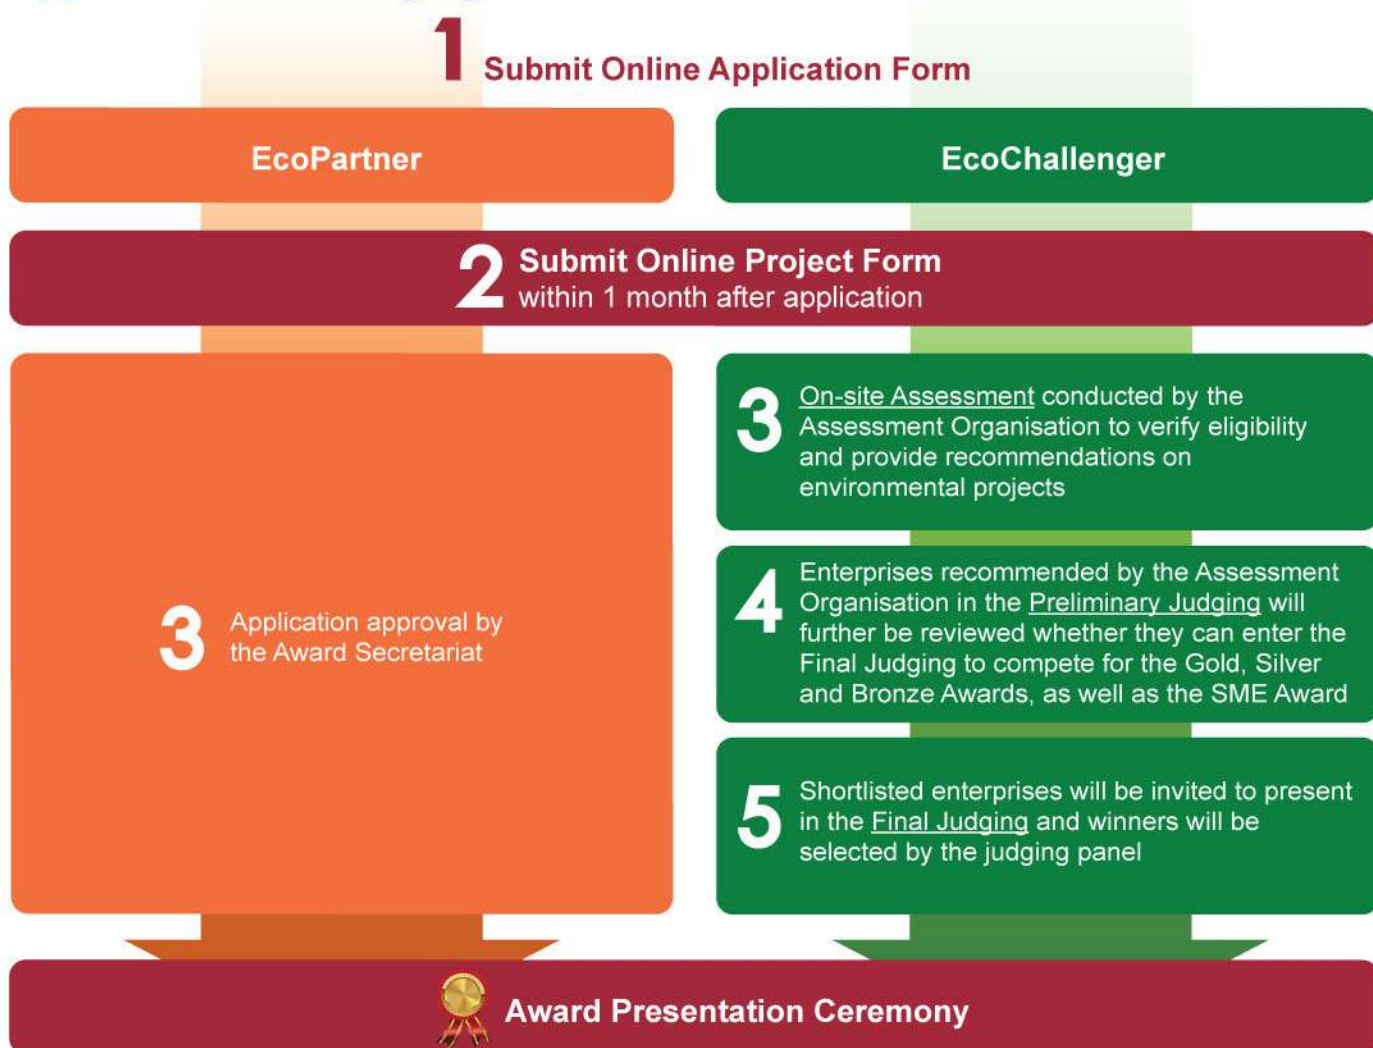 1 Submit Online Application Form
EcoPartner
EcoChallenger
2 Submit Online Project Form
within 1 month after application
3 Application approval by
the Award Secretariat
3 On-site Assessment conducted by the
Assessment Organisation to verify eligibility
and provide recommendations on
environmental projects
4 Enterprises recommended by the Assessment
Organisation in the Preliminary Judging will
further be reviewed whether they can enter the
Final Judging to compete for the Gold, Silver
and Bronze Awards, as well as the SME Award
5 Shortlisted enterprises will be invited to present
in the Final Judging and winners will be
selected by the judging panel
Award Presentation Ceremony